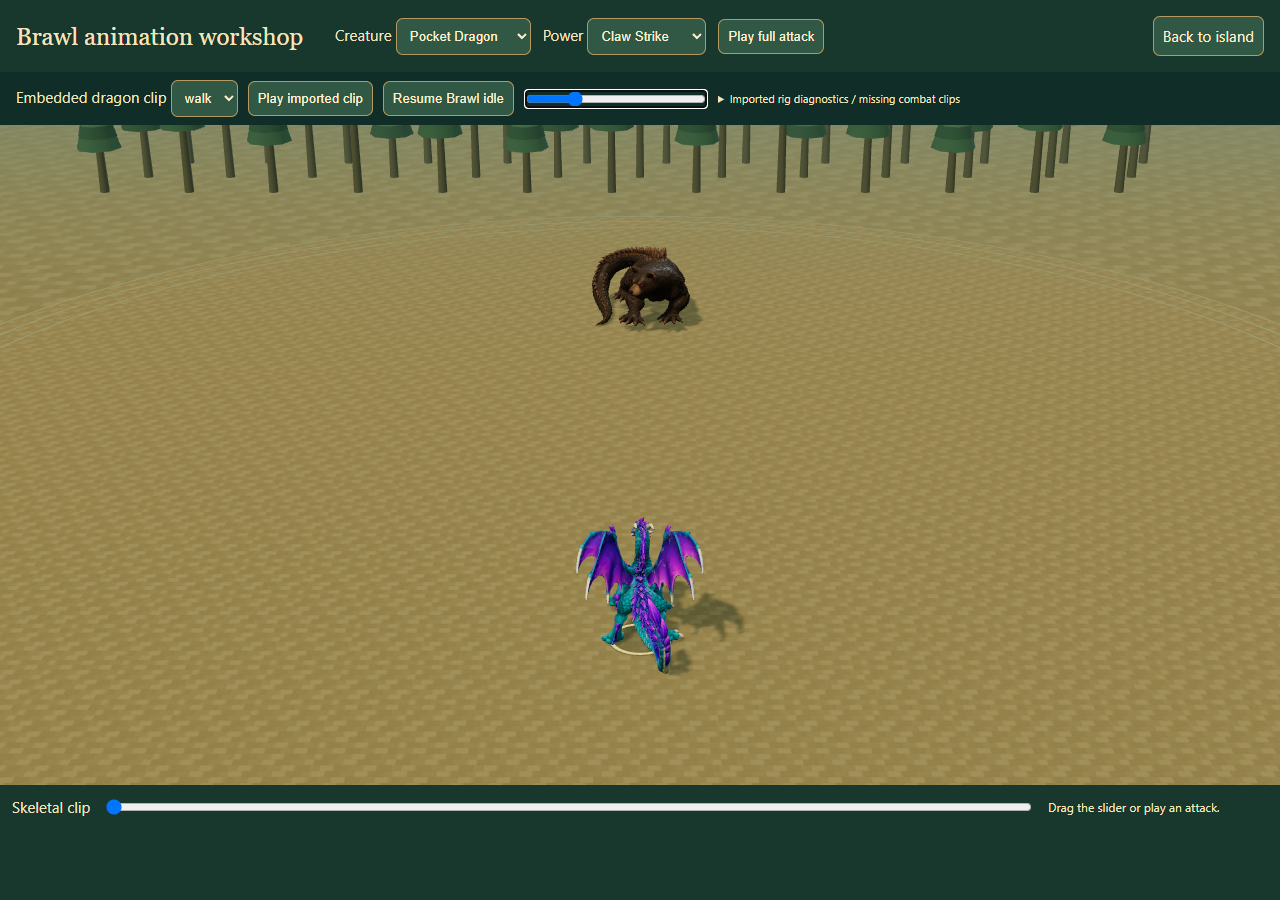 Brawl animation workshop Creature Pocket Dragon Power Claw Strike Play full attack Back to island
Embedded dragon clip walk Play imported clip Resume Brawl idle ▸ Imported rig diagnostics / missing combat clips
Skeletal clip Drag the slider or play an attack.